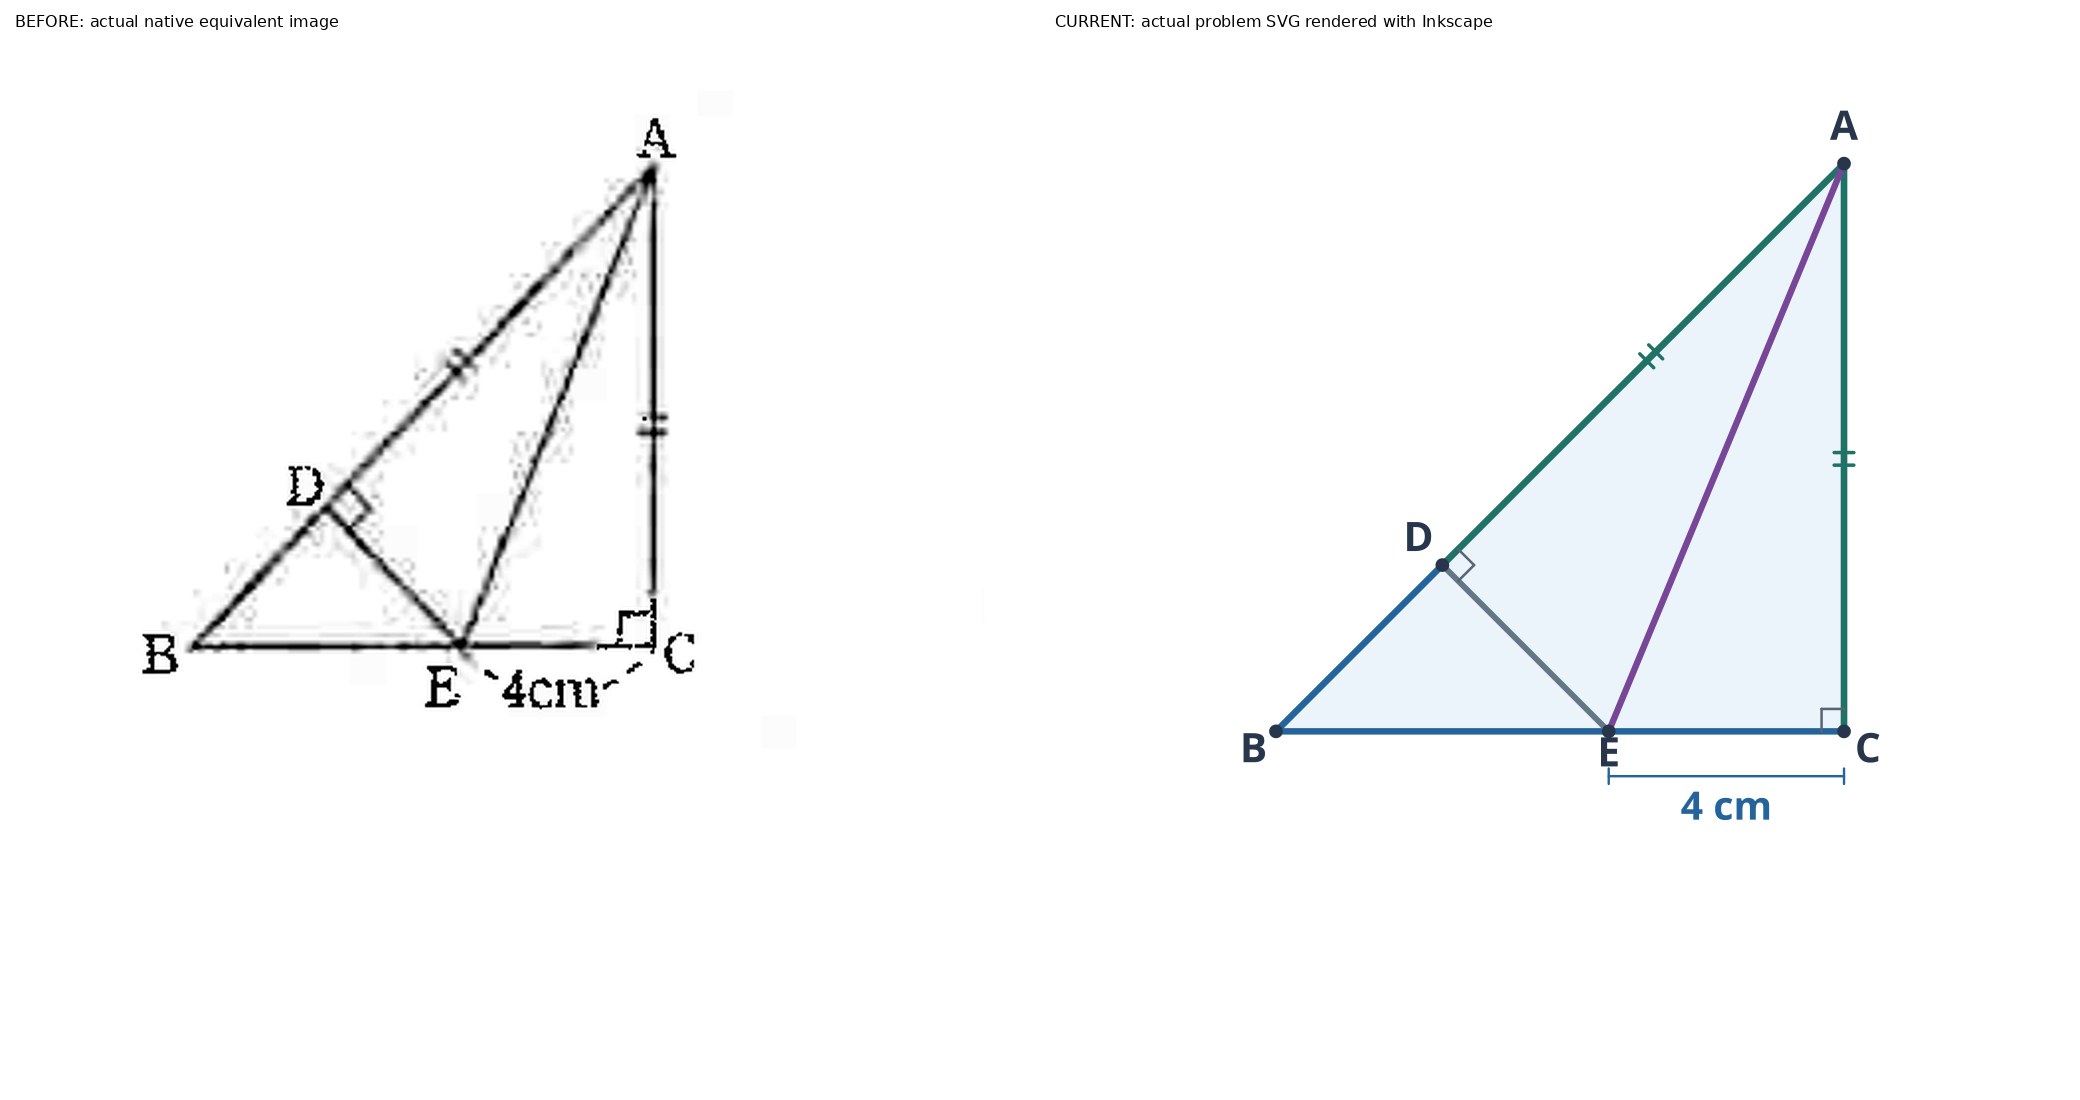 BEFORE: actual native equivalent image
A
D
B
E
4cm
C
CURRENT: actual problem SVG rendered with Inkscape
A
D
B
E
C
4 cm